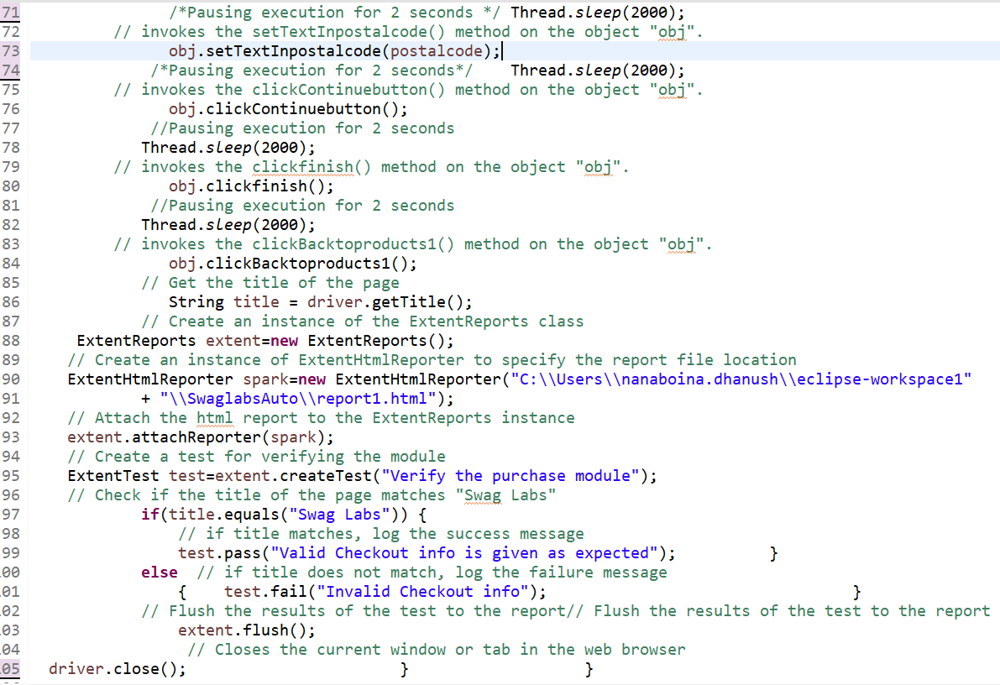 71 /*Pausing execution for 2 seconds */ Thread.sleep(2000);
72 // invokes the setTextInpostalcode() method on the object "obj".
73 obj.setTextInpostalcode(postalcode);
74 /*Pausing execution for 2 seconds*/ Thread.sleep(2000);
75 // invokes the clickContinuebutton() method on the object "obj".
76 obj.clickContinuebutton();
77 //Pausing execution for 2 seconds
78 Thread.sleep(2000);
79 // invokes the clickfinish() method on the object "obj".
80 obj.clickfinish();
81 //Pausing execution for 2 seconds
82 Thread.sleep(2000);
83 // invokes the clickBacktoproducts1() method on the object "obj".
84 obj.clickBacktoproducts1();
85 // Get the title of the page
86 String title = driver.getTitle();
87 // Create an instance of the ExtentReports class
88 ExtentReports extent=new ExtentReports();
89 // Create an instance of ExtentHtmlReporter to specify the report file location
90 ExtentHtmlReporter spark=new ExtentHtmlReporter("C:\\Users\\nanaboina.dhanush\\eclipse-workspace1"
91 + "\\SwaglabsAuto\\report1.html");
92 // Attach the html report to the ExtentReports instance
93 extent.attachReporter(spark);
94 // Create a test for verifying the module
95 ExtentTest test=extent.createTest("Verify the purchase module");
96 // Check if the title of the page matches "Swag Labs"
97 if(title.equals("Swag Labs")) {
98 // if title matches, log the success message
99 test.pass("Valid Checkout info is given as expected"); }
00 else // if title does not match, log the failure message
01 { test.fail("Invalid Checkout info"); }
02 // Flush the results of the test to the report// Flush the results of the test to the report
03 extent.flush();
04 // Closes the current window or tab in the web browser
05 driver.close(); } }